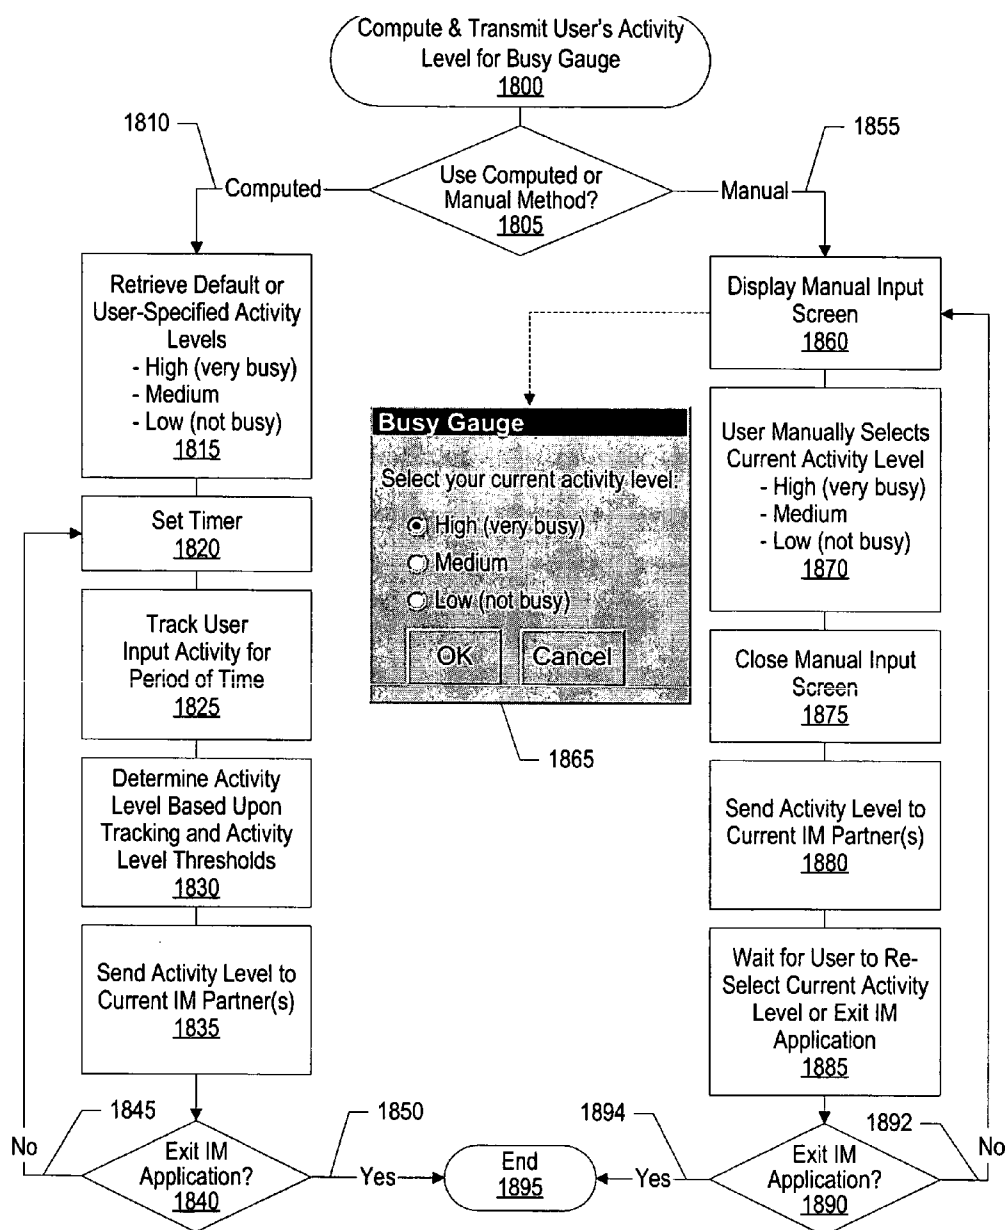 Compute & Transmit User's Activity
Level for Busy Gauge
1800
1810
1855
Computed
Use Computed or
Manual Method?
1805
Manual
Retrieve Default or
User-Specified Activity
Levels
- High (very busy)
- Medium
- Low (not busy)
1815
Set Timer
1820
Track User
Input Activity for
Period of Time
1825
Determine Activity
Level Based Upon
Tracking and Activity
Level Thresholds
1830
Send Activity Level to
Current IM Partner(s)
1835
1845
No
Exit IM
Application?
1840
1850
Yes
Display Manual Input
Screen
1860
Busy Gauge
Select your current activity level:
High (very busy)
Medium
Low (not busy)
OK
Cancel
1865
User Manually Selects
Current Activity Level
- High (very busy)
- Medium
- Low (not busy)
1870
Close Manual Input
Screen
1875
Send Activity Level to
Current IM Partner(s)
1880
Wait for User to Re-
Select Current Activity
Level or Exit IM
Application
1885
1894
Yes
Exit IM
Application?
1890
1892
No
End
1895